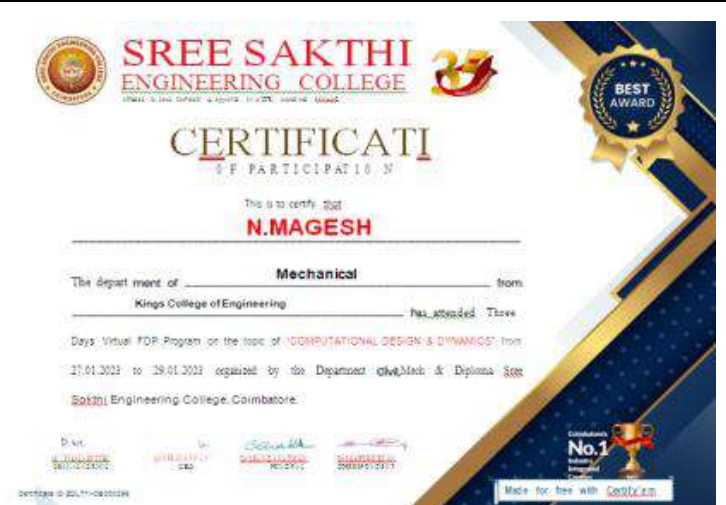 SREE SAKTHI
ENGINEERING COLLEGE
BEST
AWARD
CERTIFICATI
OF PARTICIPATION
This is to certify that
N.MAGESH
The depart ment of Mechanical from
Kings College of Engineering has attended Three
Days Virtual FDP Program on the topic of "COMPUTATIONAL DESIGN & DYNAMICS" from
27.01.2023 to 29.01.2023 organized by the Department Mech & Diploma Sree
Sakthi Engineering College, Coimbatore.
Coimbatore's
No.1
Industry
Integrated
Made for free with Certify'em